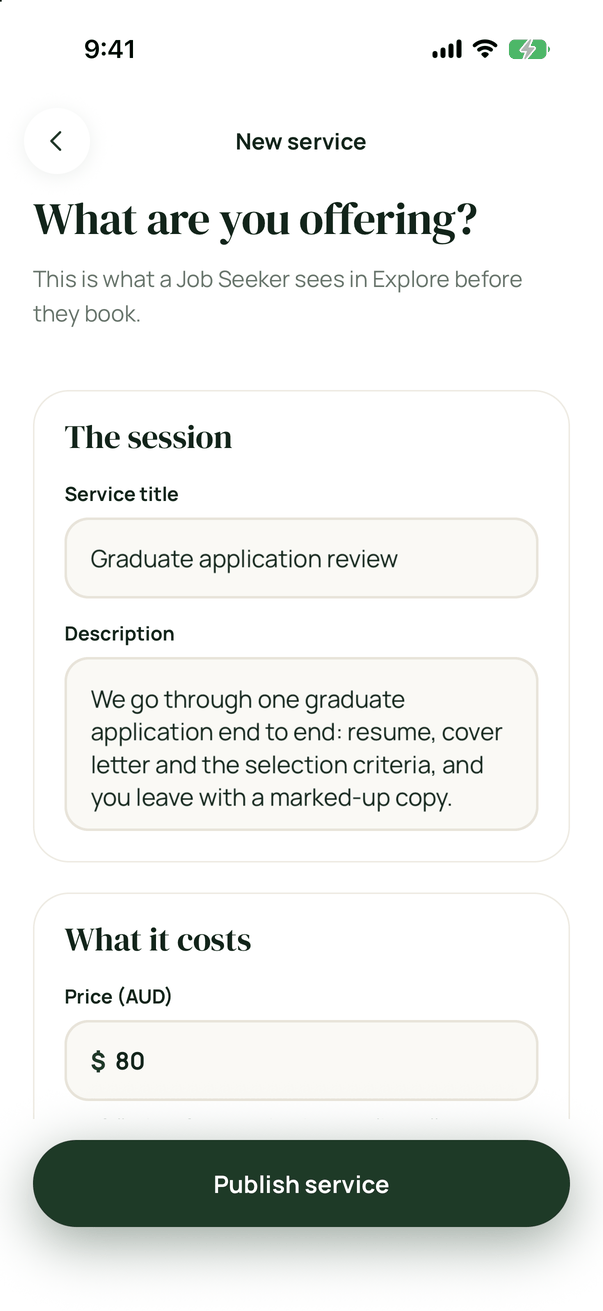 9:41
New service
What are you offering?
This is what a Job Seeker sees in Explore before
they book.
The session
Service title
Graduate application review
Description
We go through one graduate
application end to end: resume, cover
letter and the selection criteria, and
you leave with a marked-up copy.
What it costs
Price (AUD)
$ 80
Publish service